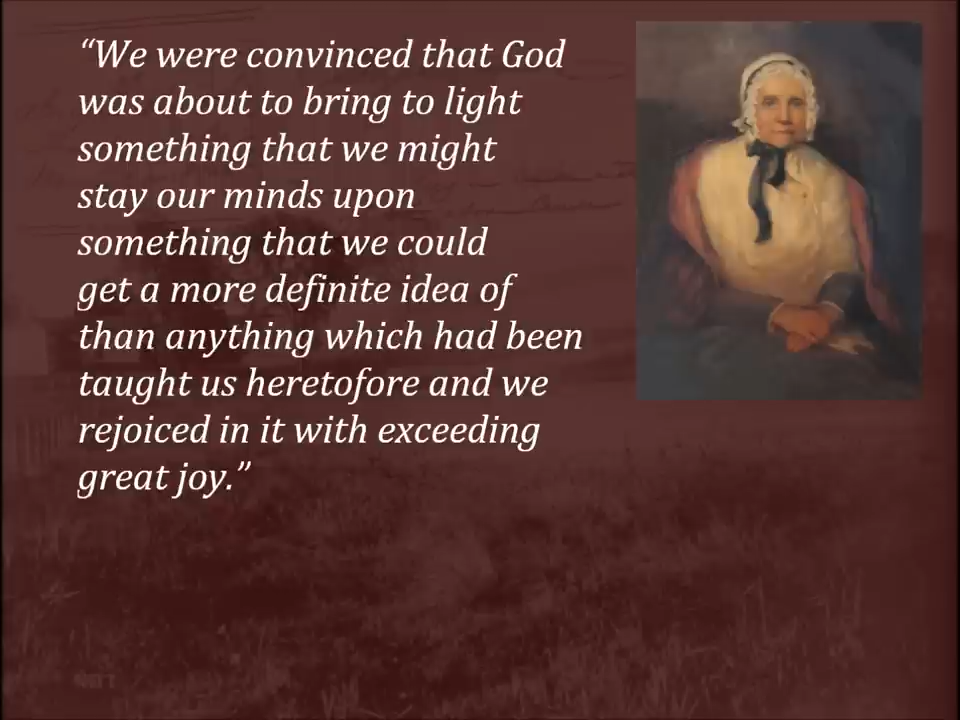 “We were convinced that God
was about to bring to light
something that we might
stay our minds upon
something that we could
get a more definite idea of
than anything which had been
taught us heretofore and we
rejoiced in it with exceeding
great joy.”